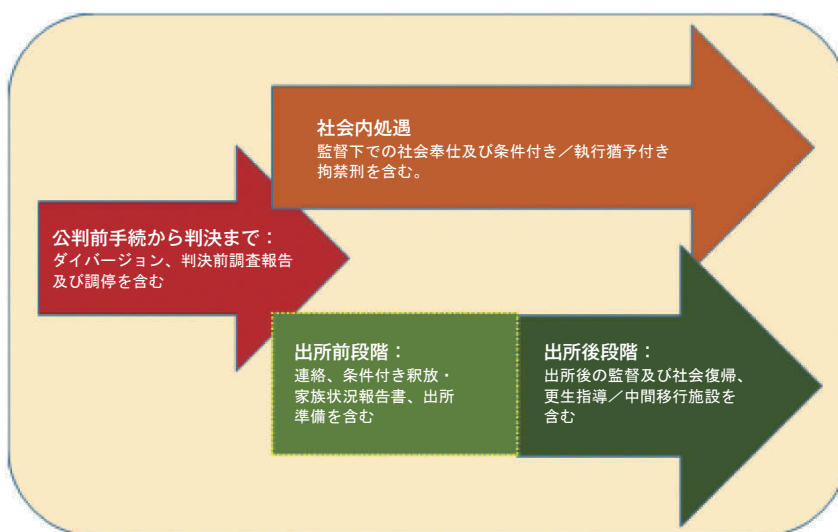 社会内処遇
監督下での社会奉仕及び条件付き／執行猶予付き
拘禁刑を含む。
公判前手続から判決まで：
ダイバージョン、判決前調査報告
及び調停を含む
出所前段階：
連絡、条件付き釈放・
家族状況報告書、出所
準備を含む
出所後段階：
出所後の監督及び社会復帰、
更生指導／中間移行施設を
含む